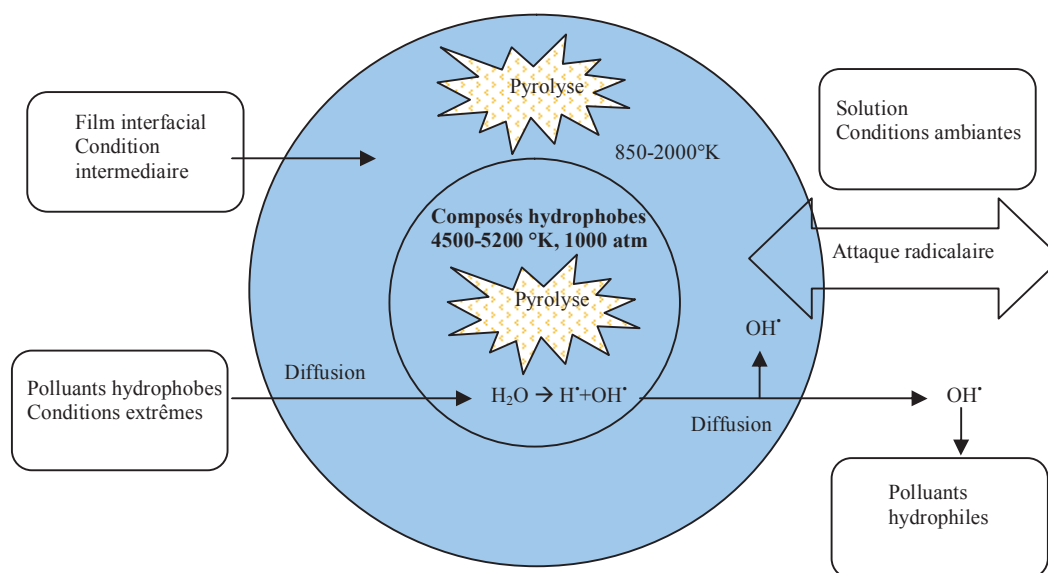 Pyrolyse
Film interfacial
Condition
intermediaire
850-2000°K
Solution
Conditions ambiantes
Composés hydrophobes
4500-5200 °K, 1000 atm
Pyrolyse
Attaque radicalaire
OH•
Polluants hydrophobes
Conditions extrêmes
Diffusion
H₂O → H•+OH•
Diffusion
OH•
Polluants
hydrophiles